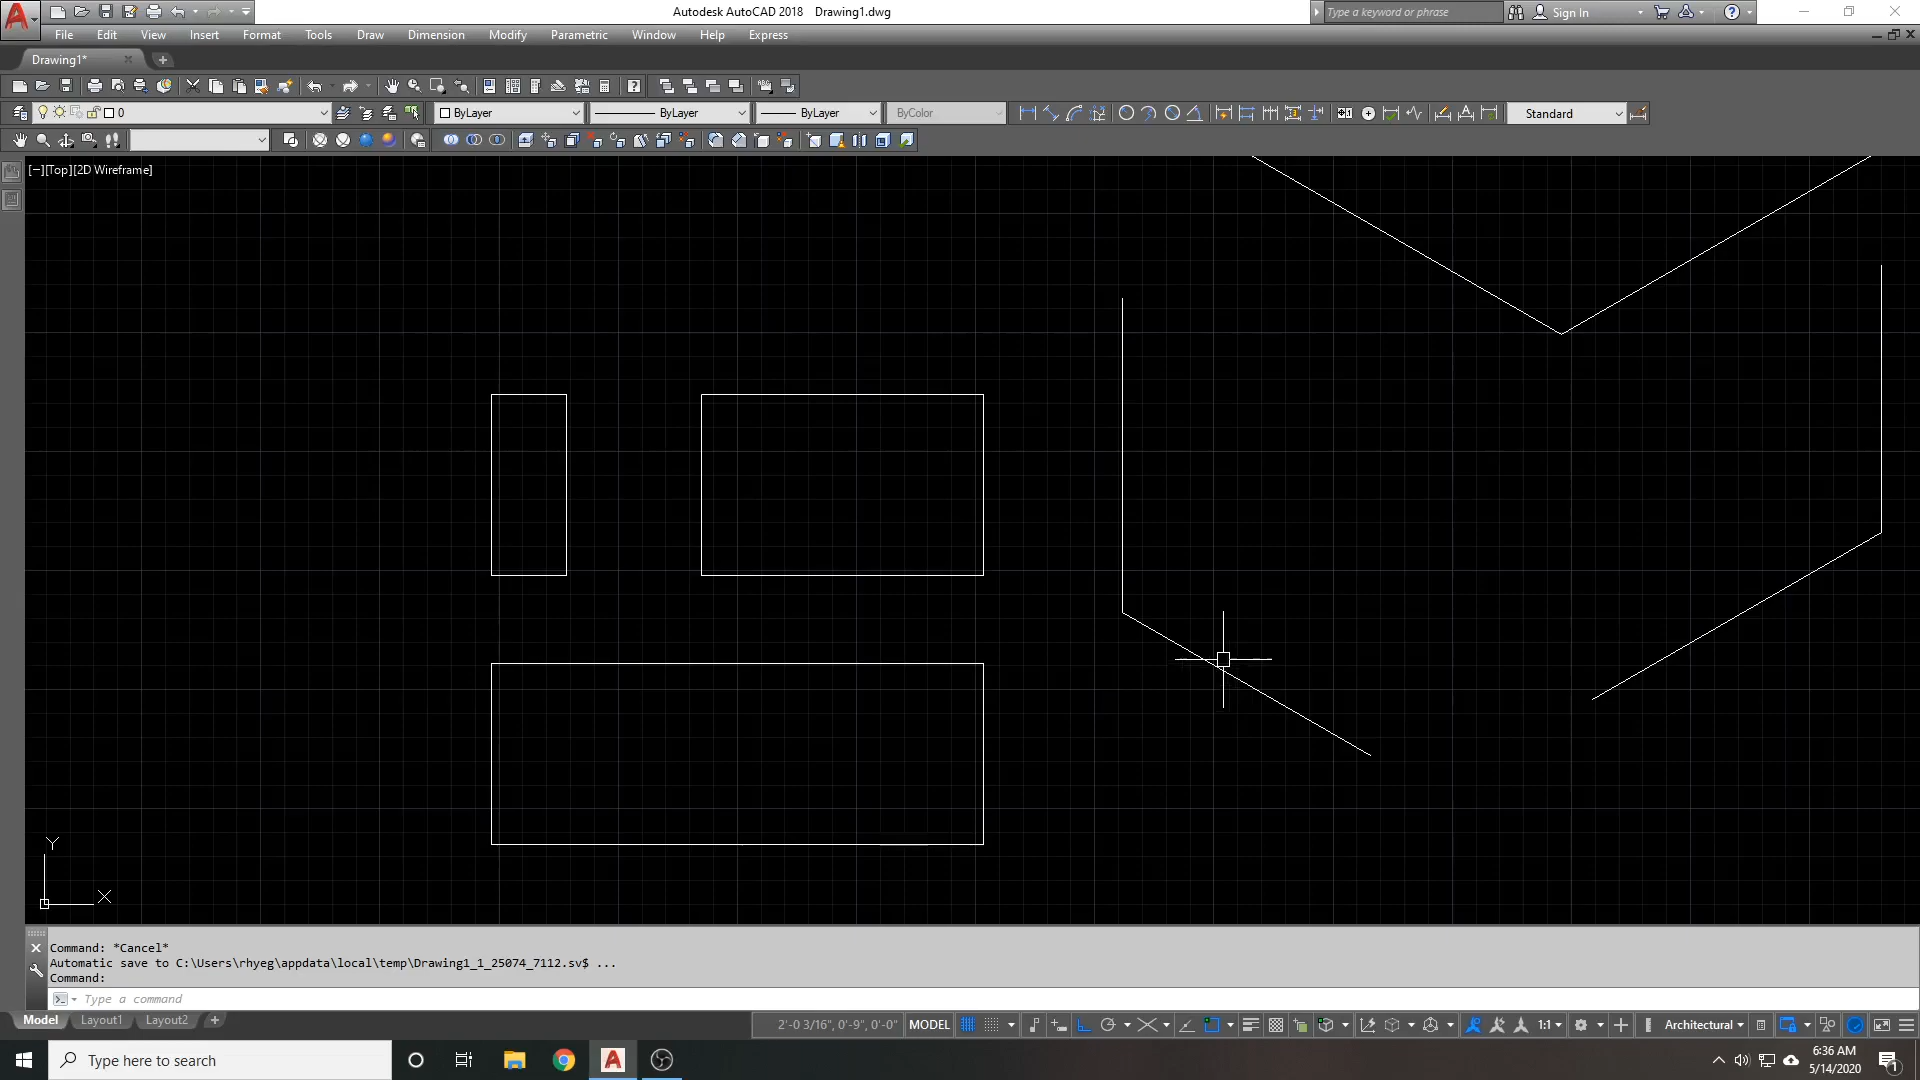 Autodesk AutoCAD 2018 Drawing1.dwg
Type a keyword or phrase
Sign In
File Edit View Insert Format Tools Draw Dimension Modify Parametric Window Help Express
Drawing1*
0
ByLayer
ByLayer
ByLayer
ByColor
Standard
[−][Top][2D Wireframe]
Y
X
Command: *Cancel*
Automatic save to C:\Users\rhyeg\appdata\local\temp\Drawing1_1_25074_7112.sv$ ...
Command:
Type a command
Model Layout1 Layout2
2'-0 3/16", 0'-9", 0'-0"
MODEL
1:1
Architectural
Type here to search
6:36 AM
5/14/2020
1